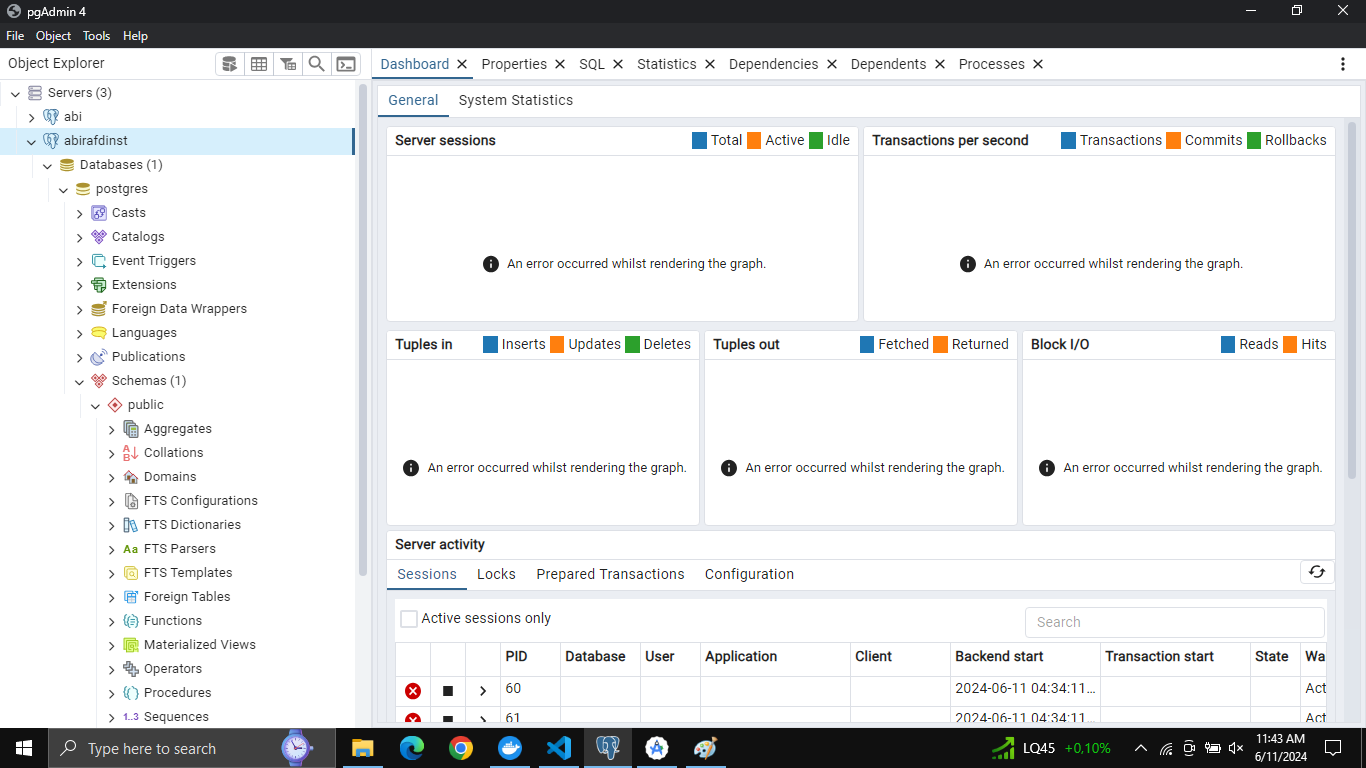 pgAdmin 4
File Object Tools Help
Object Explorer
Dashboard Properties SQL Statistics Dependencies Dependents Processes
Servers (3)
abi
abirafdinst
Databases (1)
postgres
Casts
Catalogs
Event Triggers
Extensions
Foreign Data Wrappers
Languages
Publications
Schemas (1)
public
Aggregates
Collations
Domains
FTS Configurations
FTS Dictionaries
Aa FTS Parsers
FTS Templates
Foreign Tables
Functions
Materialized Views
Operators
Procedures
1..3 Sequences
General System Statistics
Server sessions Total Active Idle
An error occurred whilst rendering the graph.
Transactions per second Transactions Commits Rollbacks
An error occurred whilst rendering the graph.
Tuples in Inserts Updates Deletes
An error occurred whilst rendering the graph.
Tuples out Fetched Returned
An error occurred whilst rendering the graph.
Block I/O Reads Hits
An error occurred whilst rendering the graph.
Server activity
Sessions Locks Prepared Transactions Configuration
Active sessions only Search
PID Database User Application Client Backend start Transaction start State Wa
60 2024-06-11 04:34:11... Act
61 2024-06-11 04:34:11... Act
Type here to search
LQ45 +0,10%
11:43 AM
6/11/2024